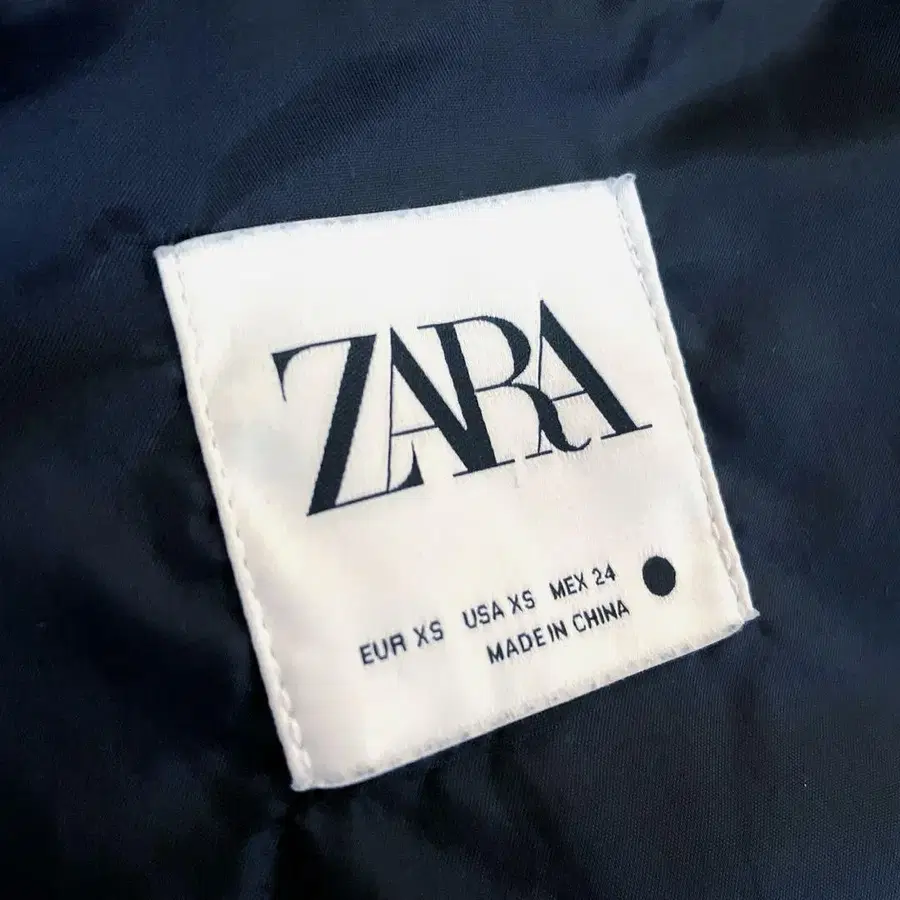 ZARA
EUR XS USA XS MEX 24
MADE IN CHINA